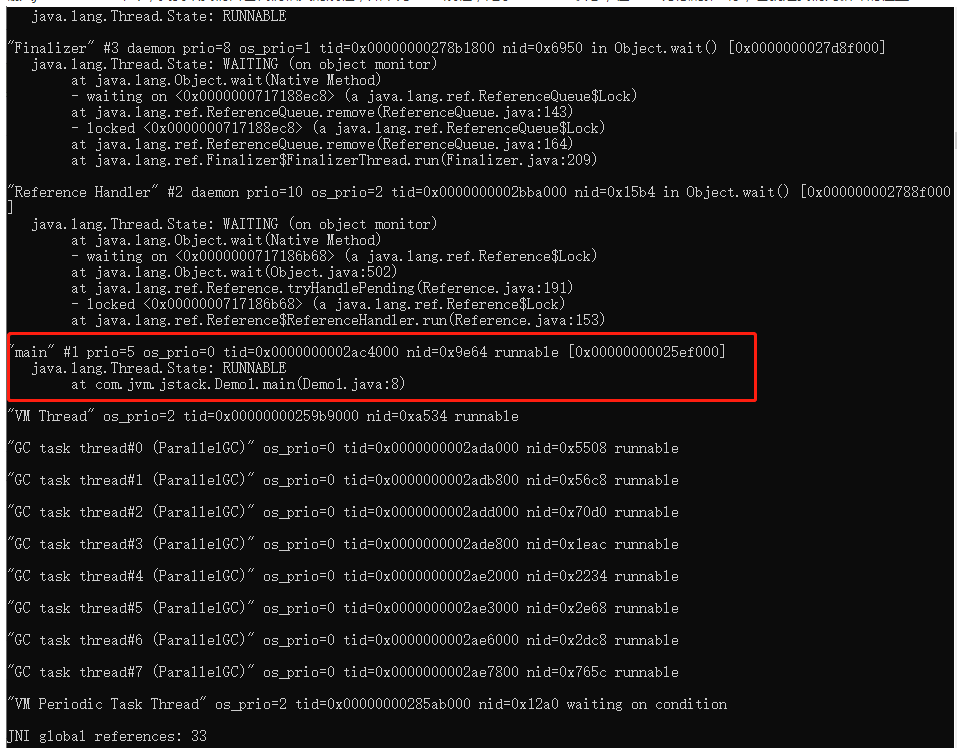 java.lang.Thread.State: RUNNABLE
"Finalizer" #3 daemon prio=8 os_prio=1 tid=0x00000000278b1800 nid=0x6950 in Object.wait() [0x0000000027d8f000]
java.lang.Thread.State: WAITING (on object monitor)
at java.lang.Object.wait(Native Method)
- waiting on <0x0000000717188ec8> (a java.lang.ref.ReferenceQueue$Lock)
at java.lang.ref.ReferenceQueue.remove(ReferenceQueue.java:143)
- locked <0x0000000717188ec8> (a java.lang.ref.ReferenceQueue$Lock)
at java.lang.ref.ReferenceQueue.remove(ReferenceQueue.java:164)
at java.lang.ref.Finalizer$FinalizerThread.run(Finalizer.java:209)
"Reference Handler" #2 daemon prio=10 os_prio=2 tid=0x0000000002bba000 nid=0x15b4 in Object.wait() [0x000000002788f000
]
java.lang.Thread.State: WAITING (on object monitor)
at java.lang.Object.wait(Native Method)
- waiting on <0x0000000717186b68> (a java.lang.ref.Reference$Lock)
at java.lang.Object.wait(Object.java:502)
at java.lang.ref.Reference.tryHandlePending(Reference.java:191)
- locked <0x0000000717186b68> (a java.lang.ref.Reference$Lock)
at java.lang.ref.Reference$ReferenceHandler.run(Reference.java:153)
"main" #1 prio=5 os_prio=0 tid=0x0000000002ac4000 nid=0x9e64 runnable [0x00000000025ef000]
java.lang.Thread.State: RUNNABLE
at com.jvm.jstack.Demo1.main(Demo1.java:8)
"VM Thread" os_prio=2 tid=0x00000000259b9000 nid=0xa534 runnable
"GC task thread#0 (ParallelGC)" os_prio=0 tid=0x0000000002ada000 nid=0x5508 runnable
"GC task thread#1 (ParallelGC)" os_prio=0 tid=0x0000000002adb800 nid=0x56c8 runnable
"GC task thread#2 (ParallelGC)" os_prio=0 tid=0x0000000002add000 nid=0x70d0 runnable
"GC task thread#3 (ParallelGC)" os_prio=0 tid=0x0000000002ade800 nid=0x1eac runnable
"GC task thread#4 (ParallelGC)" os_prio=0 tid=0x0000000002ae2000 nid=0x2234 runnable
"GC task thread#5 (ParallelGC)" os_prio=0 tid=0x0000000002ae3000 nid=0x2e68 runnable
"GC task thread#6 (ParallelGC)" os_prio=0 tid=0x0000000002ae6000 nid=0x2dc8 runnable
"GC task thread#7 (ParallelGC)" os_prio=0 tid=0x0000000002ae7800 nid=0x765c runnable
"VM Periodic Task Thread" os_prio=2 tid=0x00000000285ab000 nid=0x12a0 waiting on condition
JNI global references: 33